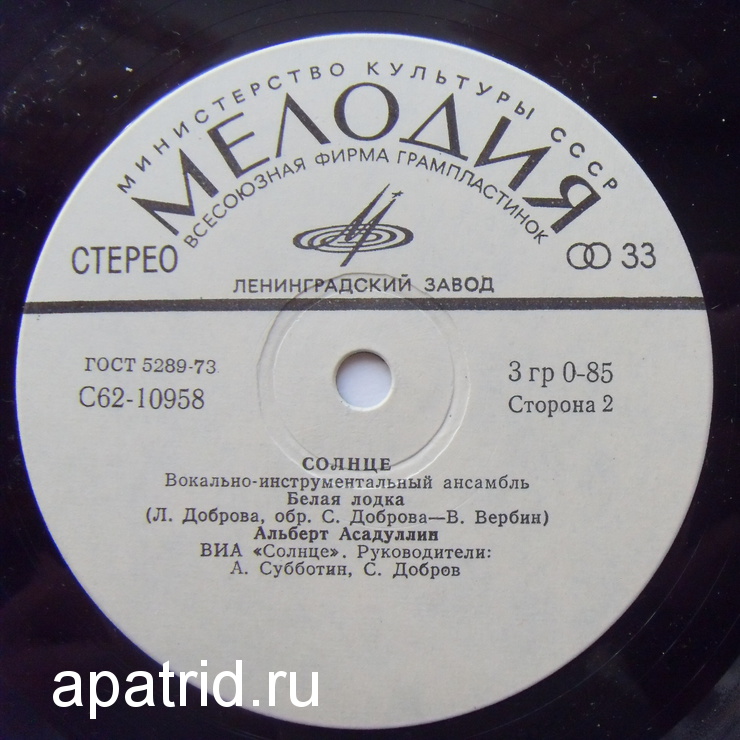 МИНИСТЕРСТВО КУЛЬТУРЫ СССР
МЕЛОДИЯ
ВСЕСОЮЗНАЯ ФИРМА ГРАМПЛАСТИНОК
СТЕРЕО
33
ЛЕНИНГРАДСКИЙ ЗАВОД
ГОСТ 5289-73
С62-10958
3 гр 0-85
Сторона 2
СОЛНЦЕ
Вокально-инструментальный ансамбль
Белая лодка
(Л. Доброва, обр. С. Доброва—В. Вербин)
Альберт Асадуллин
ВИА «Солнце». Руководители:
А. Субботин, С. Добров
apatrid.ru